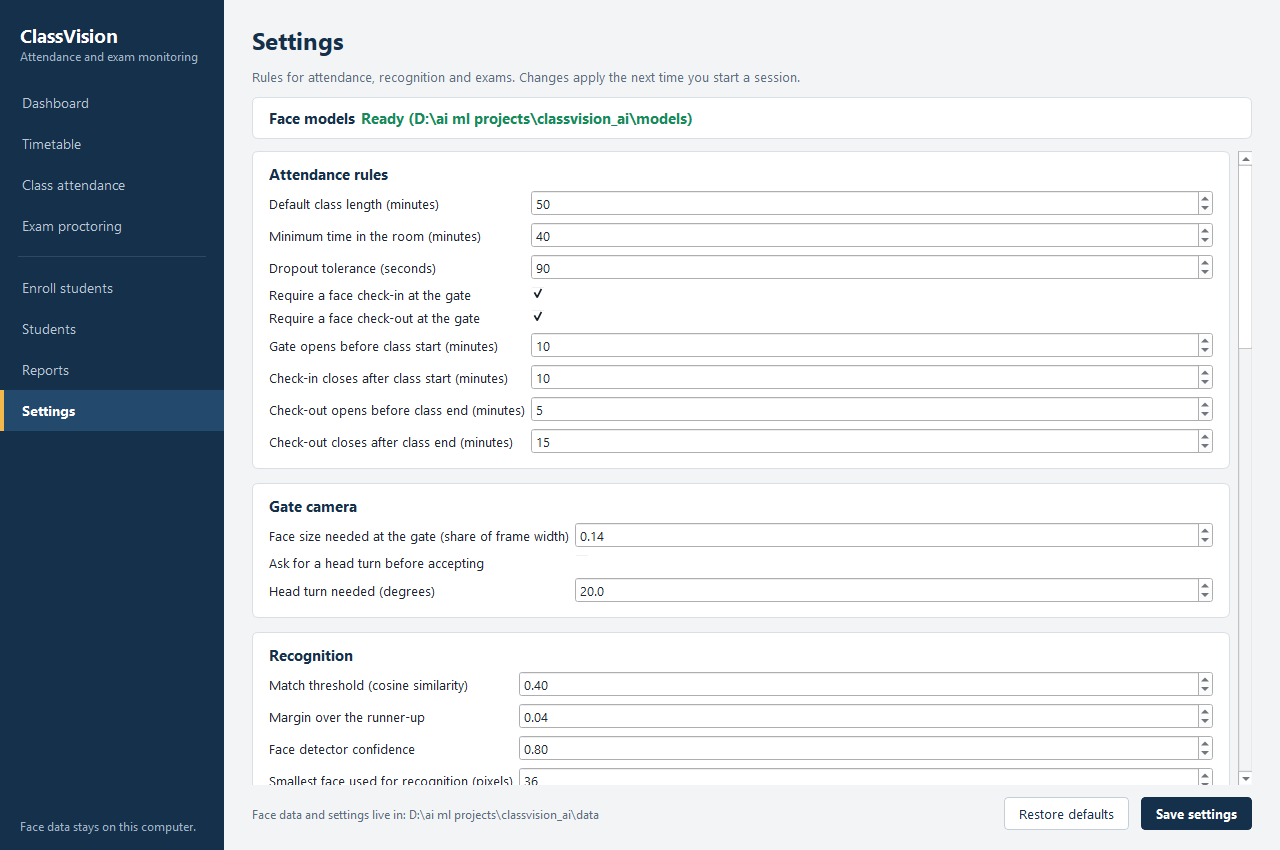 ClassVision
Attendance and exam monitoring
Dashboard
Timetable
Class attendance
Exam proctoring
Enroll students
Students
Reports
Settings
Face data stays on this computer.
Settings
Rules for attendance, recognition and exams. Changes apply the next time you start a session.
Face models Ready (D:\ai ml projects\classvision_ai\models)
Attendance rules
Default class length (minutes) 50
Minimum time in the room (minutes) 40
Dropout tolerance (seconds) 90
Require a face check-in at the gate
Require a face check-out at the gate
Gate opens before class start (minutes) 10
Check-in closes after class start (minutes) 10
Check-out opens before class end (minutes) 5
Check-out closes after class end (minutes) 15
Gate camera
Face size needed at the gate (share of frame width) 0.14
Ask for a head turn before accepting
Head turn needed (degrees) 20.0
Recognition
Match threshold (cosine similarity) 0.40
Margin over the runner-up 0.04
Face detector confidence 0.80
Smallest face used for recognition (pixels) 36
Face data and settings live in: D:\ai ml projects\classvision_ai\data
Restore defaults
Save settings